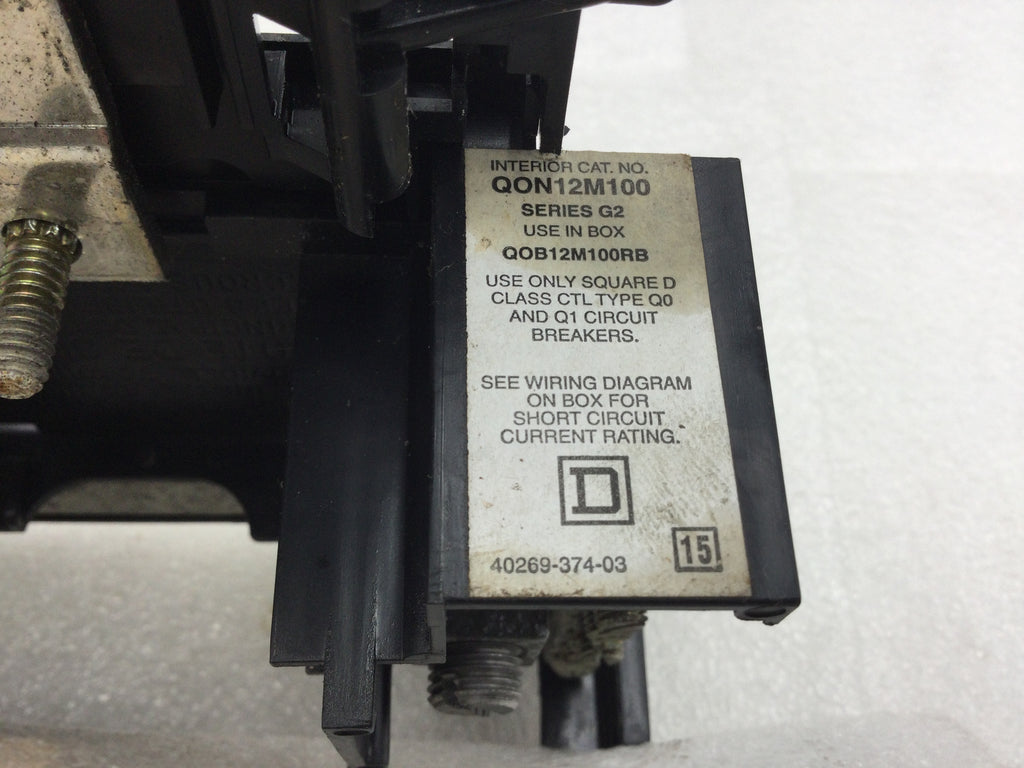 INTERIOR CAT. NO.
QON12M100
SERIES G2
USE IN BOX
QOB12M100RB
USE ONLY SQUARE D
CLASS CTL TYPE Q0
AND Q1 CIRCUIT
BREAKERS.
SEE WIRING DIAGRAM
ON BOX FOR
SHORT CIRCUIT
CURRENT RATING.
D
15
40269-374-03